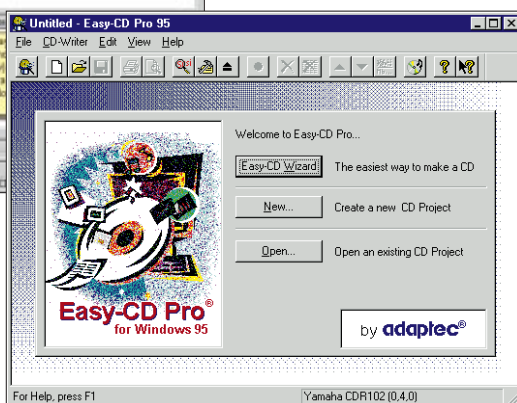 Untitled - Easy-CD Pro 95
File CD-Writer Edit View Help
Welcome to Easy-CD Pro...
Easy-CD Wizard The easiest way to make a CD
New... Create a new CD Project
Open... Open an existing CD Project
Easy-CD Pro®
for Windows 95
by adaptec®
For Help, press F1 Yamaha CDR102 (0,4,0)